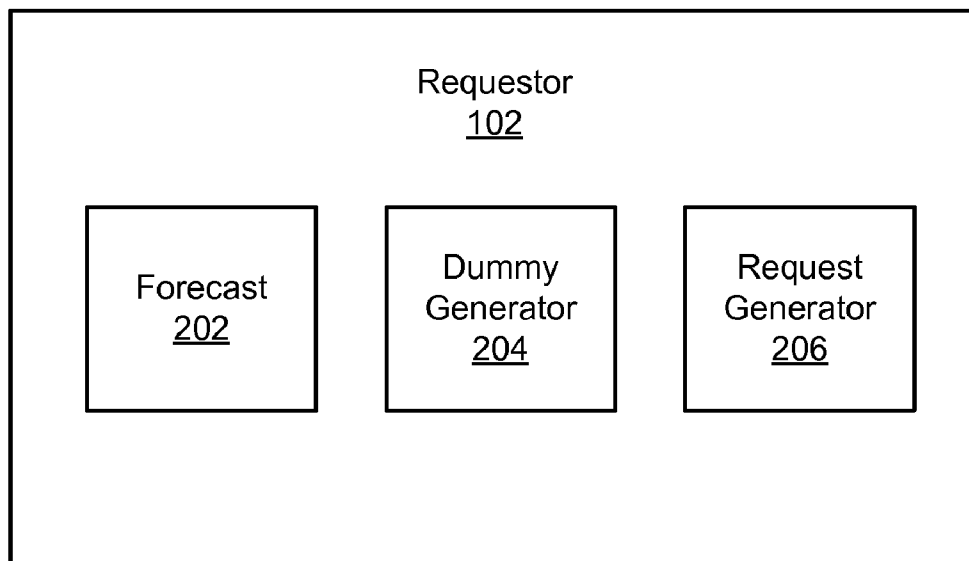 Requestor
102
Forecast
202
Dummy
Generator
204
Request
Generator
206